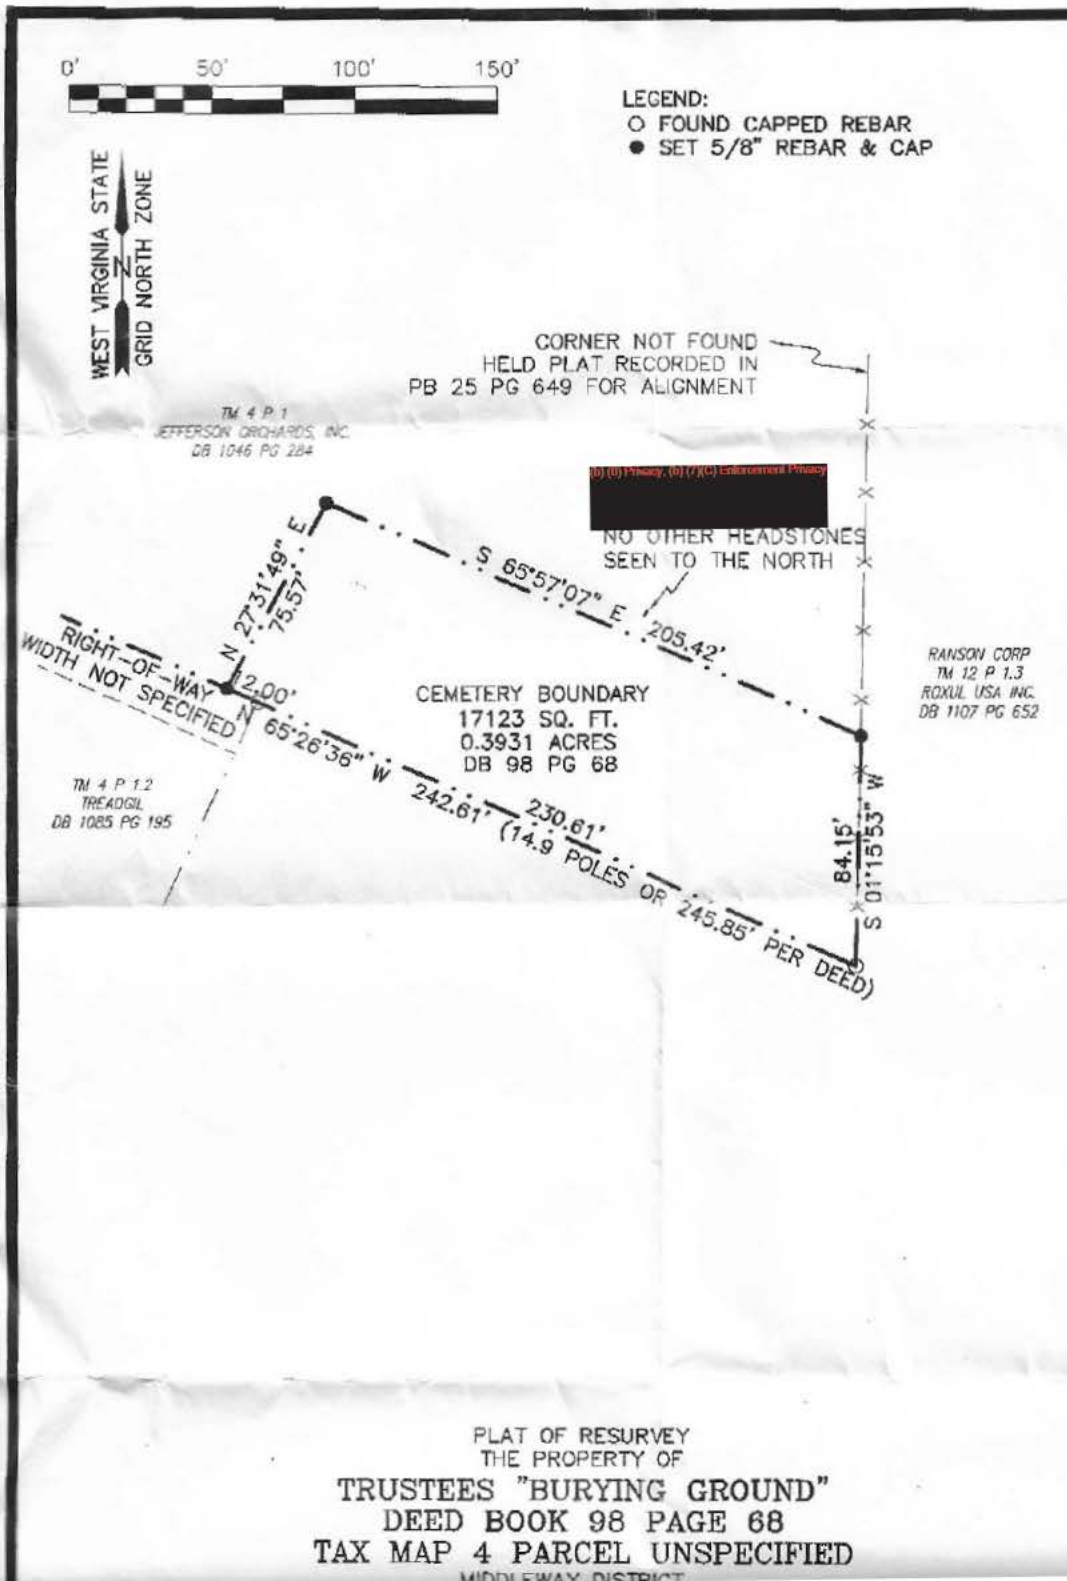 0' 50' 100' 150'
LEGEND:
FOUND CAPPED REBAR
SET 5/8" REBAR & CAP
WEST VIRGINIA STATE
GRID NORTH ZONE
N
CORNER NOT FOUND
HELD PLAT RECORDED IN
PB 25 PG 649 FOR ALIGNMENT
TM 4 P 1
JEFFERSON ORCHARDS, INC.
DB 1046 PG 284
(b) (6) Privacy, (b) (7)(C) Enforcement Privacy
NO OTHER HEADSTONES
SEEN TO THE NORTH
N 27°31'49" E
75.57'
S 65°57'07" E 205.42'
RIGHT-OF-WAY
WIDTH NOT SPECIFIED
12.00'
N 65°26'36" W
242.61' (14.9 POLES OR 245.85' PER DEED)
230.61'
CEMETERY BOUNDARY
17123 SQ. FT.
0.3931 ACRES
DB 98 PG 68
RANSON CORP
TM 12 P 1.3
ROXUL USA INC.
DB 1107 PG 652
84.15'
S 01°15'53" W
TM 4 P 1.2
TREADGIL
DB 1085 PG 195
PLAT OF RESURVEY
THE PROPERTY OF
TRUSTEES "BURYING GROUND"
DEED BOOK 98 PAGE 68
TAX MAP 4 PARCEL UNSPECIFIED
MIDDLEWAY DISTRICT